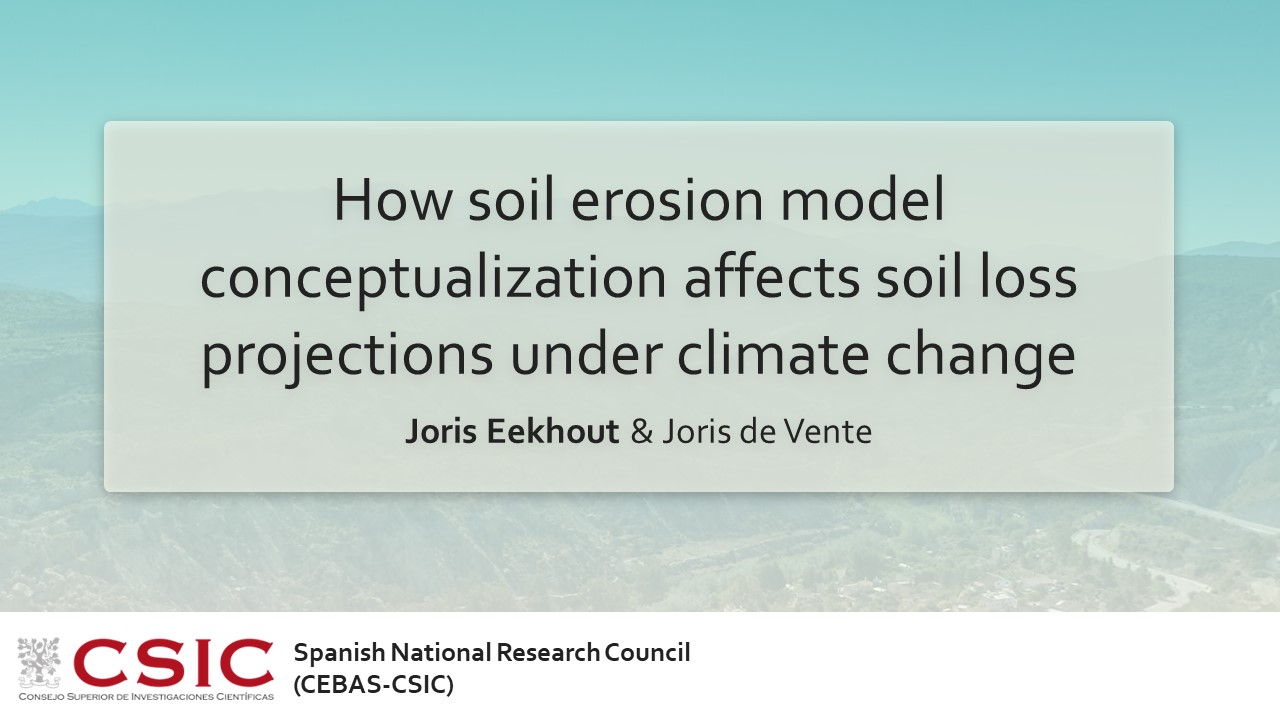 How soil erosion model
conceptualization affects soil loss
projections under climate change
Joris Eekhout & Joris de Vente
CSIC
Consejo Superior de Investigaciones Científicas
Spanish National Research Council
(CEBAS-CSIC)